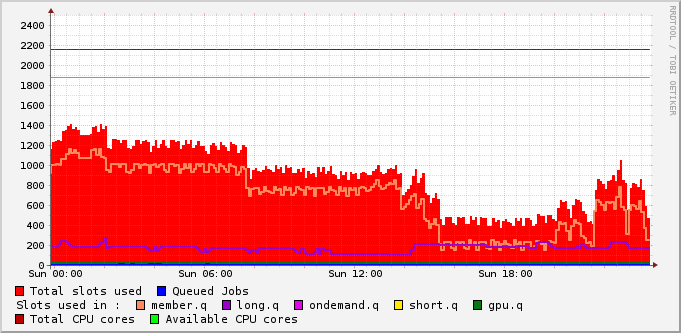 RRDTOOL / TOBI OETIKER
2400
2200
2000
1800
1600
1400
1200
1000
800
600
400
200
0
Sun 00:00 Sun 06:00 Sun 12:00 Sun 18:00
Total slots used Queued Jobs
Slots used in : member.q long.q ondemand.q short.q gpu.q
Total CPU cores Available CPU cores